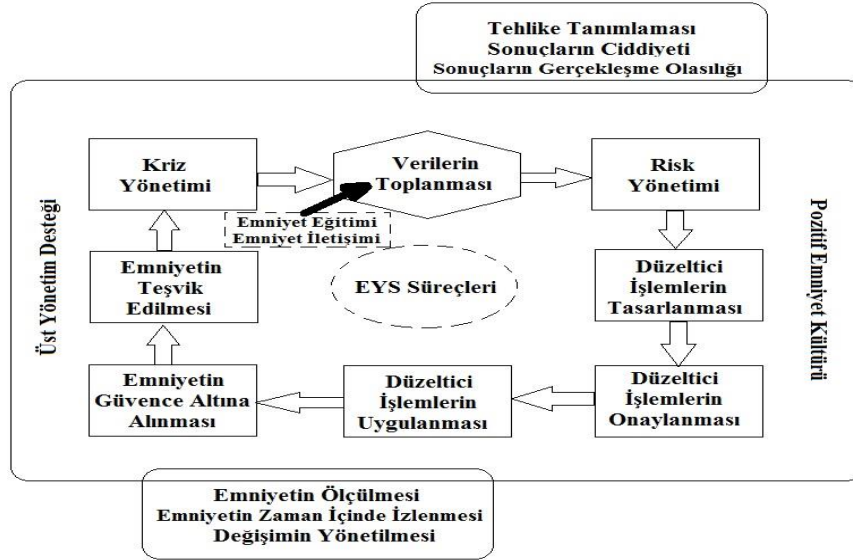 Tehlike Tanımlaması
Sonuçların Ciddiyeti
Sonuçların Gerçekleşme Olasılığı
Kriz
Yönetimi
Verilerin
Toplanması
Risk
Yönetimi
Emniyet Eğitimi
Emniyet İletişimi
Üst Yönetim Desteği
Pozitif Emniyet Kültürü
Emniyetin
Teşvik
Edilmesi
EYS Süreçleri
Düzeltici
İşlemlerin
Tasarlanması
Emniyetin
Güvence Altına
Alınması
Düzeltici
İşlemlerin
Uygulanması
Düzeltici
İşlemlerin
Onaylanması
Emniyetin Ölçülmesi
Emniyetin Zaman İçinde İzlenmesi
Değişimin Yönetilmesi